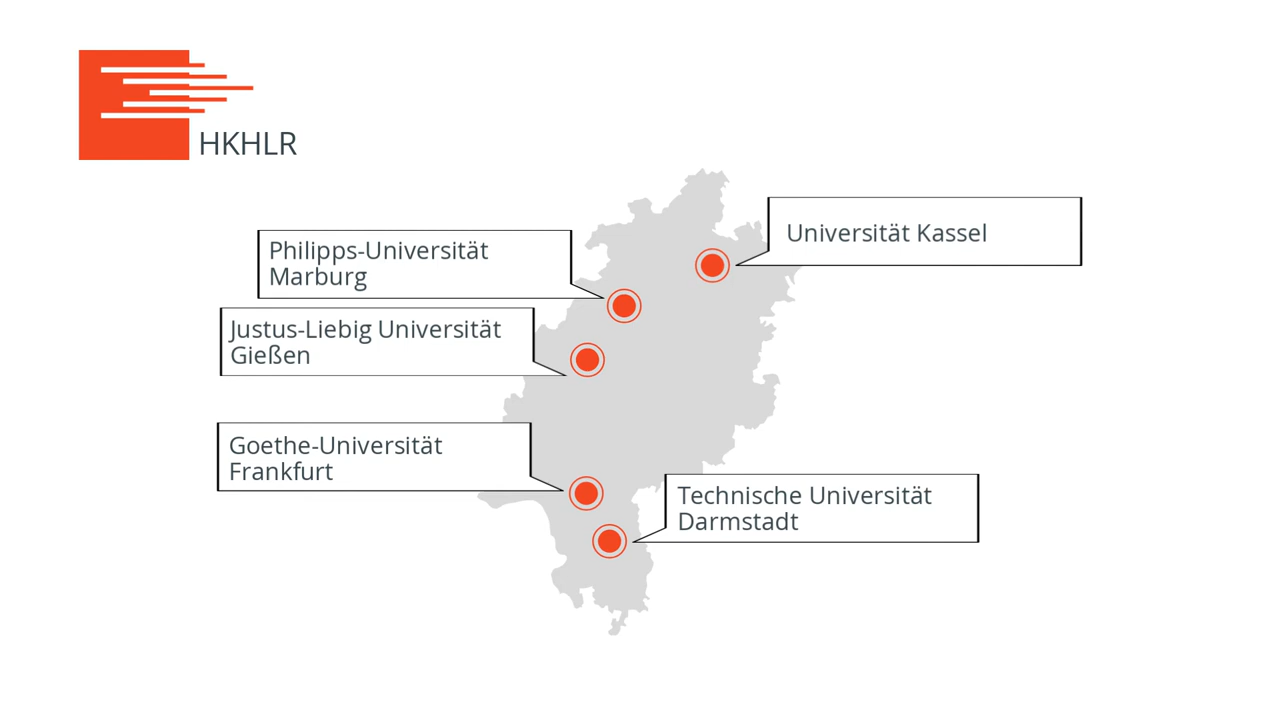 HKHLR
Universität Kassel
Philipps-Universität
Marburg
Justus-Liebig Universität
Gießen
Goethe-Universität
Frankfurt
Technische Universität
Darmstadt